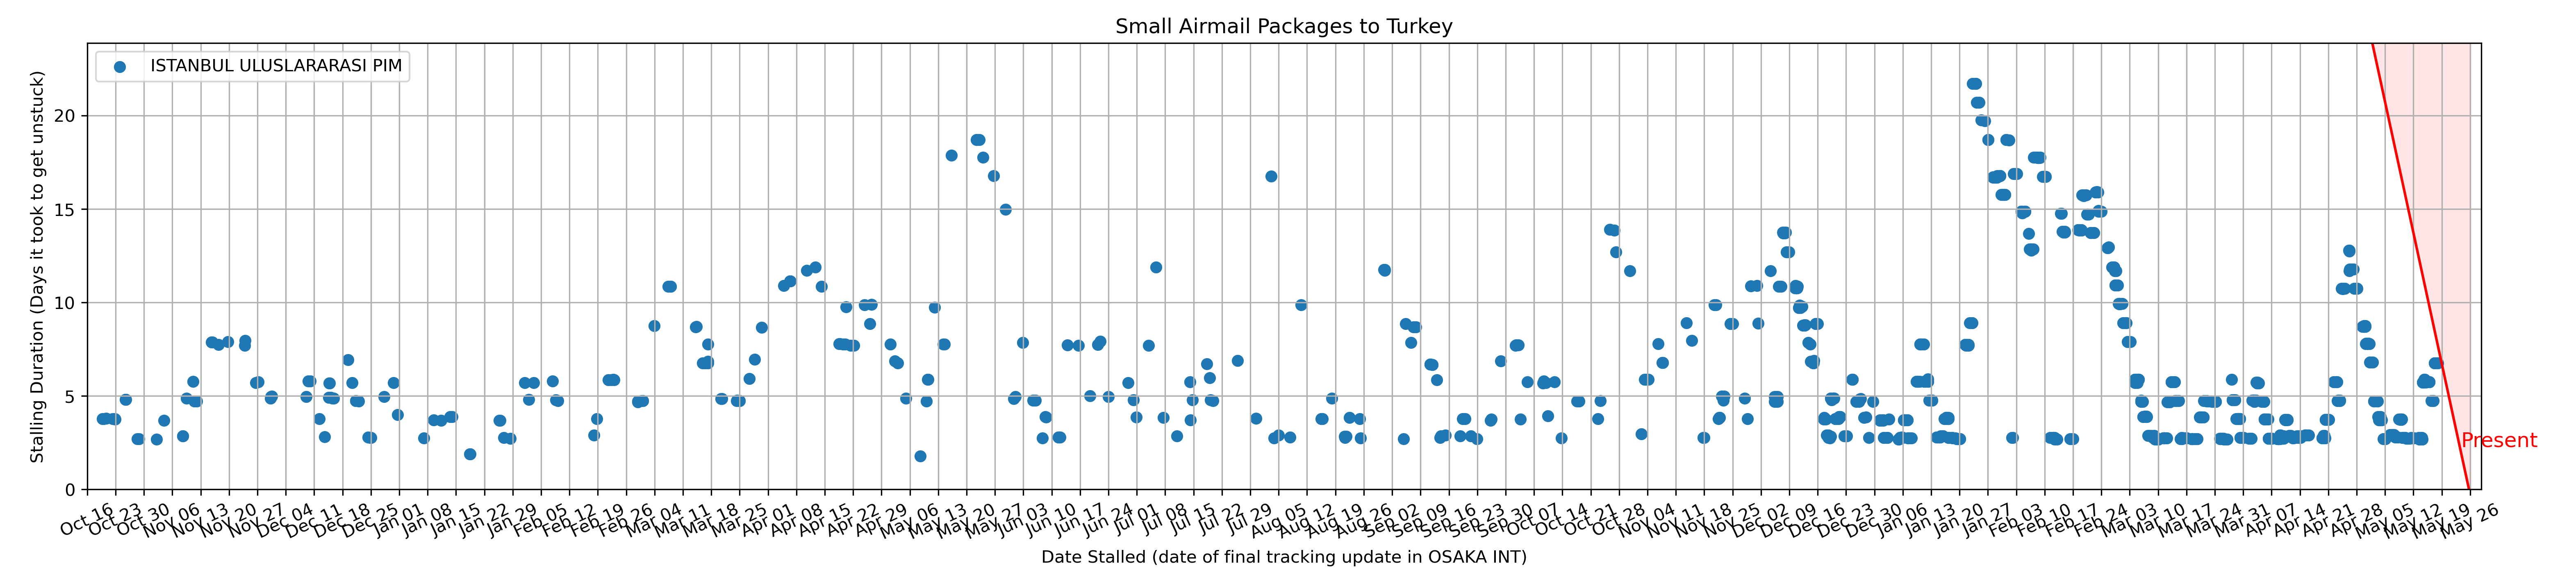 Small Airmail Packages to Turkey
ISTANBUL ULUSLARARASI PIM
Stalling Duration (Days it took to get unstuck)
20
15
10
5
0
Present
Oct 16
Oct 23
Oct 30
Nov 06
Nov 13
Nov 20
Nov 27
Dec 04
Dec 11
Dec 18
Dec 25
Jan 01
Jan 08
Jan 15
Jan 22
Jan 29
Feb 05
Feb 12
Feb 19
Feb 26
Mar 04
Mar 11
Mar 18
Mar 25
Apr 01
Apr 08
Apr 15
Apr 22
Apr 29
May 06
May 13
May 20
May 27
Jun 03
Jun 10
Jun 17
Jun 24
Jul 01
Jul 08
Jul 15
Jul 22
Jul 29
Aug 05
Aug 12
Aug 19
Aug 26
Sep 02
Sep 09
Sep 16
Sep 23
Sep 30
Oct 07
Oct 14
Oct 21
Oct 28
Nov 04
Nov 11
Nov 18
Nov 25
Dec 02
Dec 09
Dec 16
Dec 23
Dec 30
Jan 06
Jan 13
Jan 20
Jan 27
Feb 03
Feb 10
Feb 17
Feb 24
Mar 03
Mar 10
Mar 17
Mar 24
Mar 31
Apr 07
Apr 14
Apr 21
Apr 28
May 05
May 12
May 19
May 26
Date Stalled (date of final tracking update in OSAKA INT)